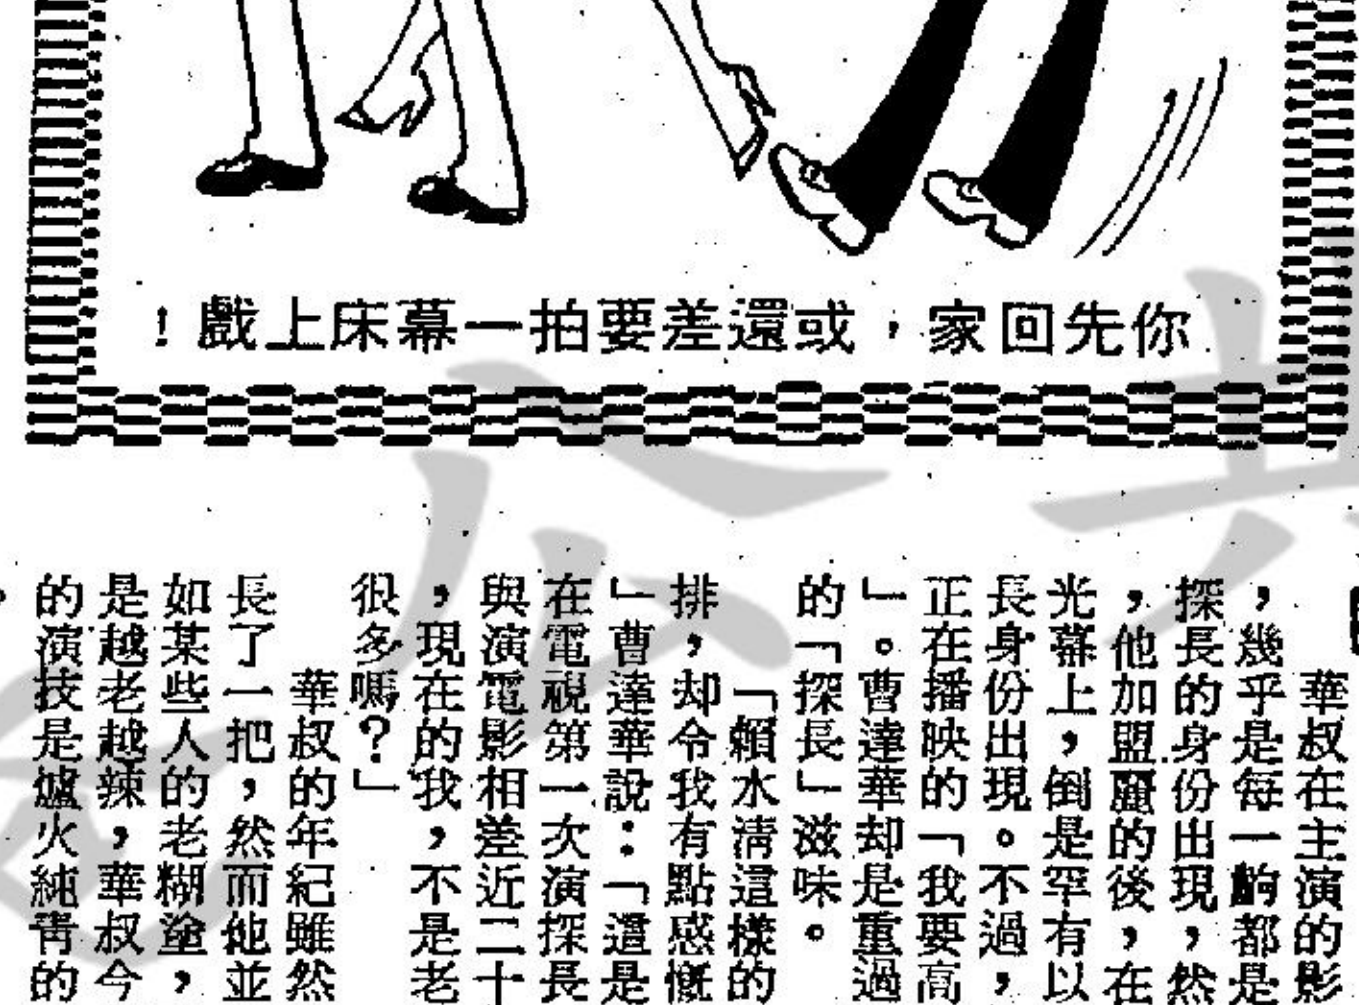 你先回家，或還差要拍一幕床上戲！
華叔在主演的影
，幾乎是每一齣都是
探長的身份出現，然
，他加盟麗的後，在
光幕上，倒是罕有以
長身份出現。不過，
正在播映的「我要高
」。曹達華却是重過
的「探長」滋味。
「賴水清這樣的
排，却令我有點感慨
」曹達華說：「這是
在電視第一次演探長
與演電影相差近二十
，現在的我，不是老
很多嗎？」
華叔的年紀雖然
長了一把，然而他並
如某些人的老糊塗，
是越老越辣，華叔今
的演技是爐火純青的